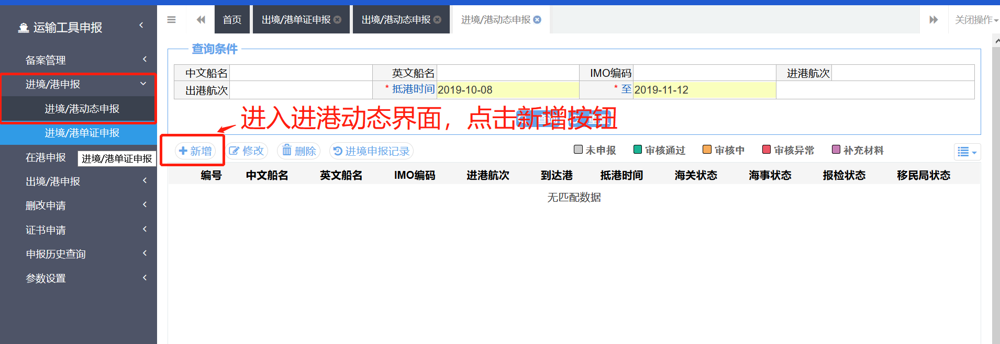 运输工具申报
备案管理
进境/港申报
进境/港动态申报
进境/港单证申报
在港申报
进境/港单证申报
出境/港申报
删改申请
证书申请
申报历史查询
参数设置
首页 出境/港单证申报 出境/港动态申报 进境/港动态申报 关闭操作
查询条件
中文船名 英文船名 IMO编码 进港航次
出港航次 * 抵港时间 2019-10-08 * 至 2019-11-12
进入进港动态界面，点击新增按钮
新增 修改 删除 进境申报记录 未申报 审核通过 审核中 审核异常 补充材料
编号 中文船名 英文船名 IMO编码 进港航次 到达港 抵港时间 海关状态 海事状态 报检状态 移民局状态
无匹配数据